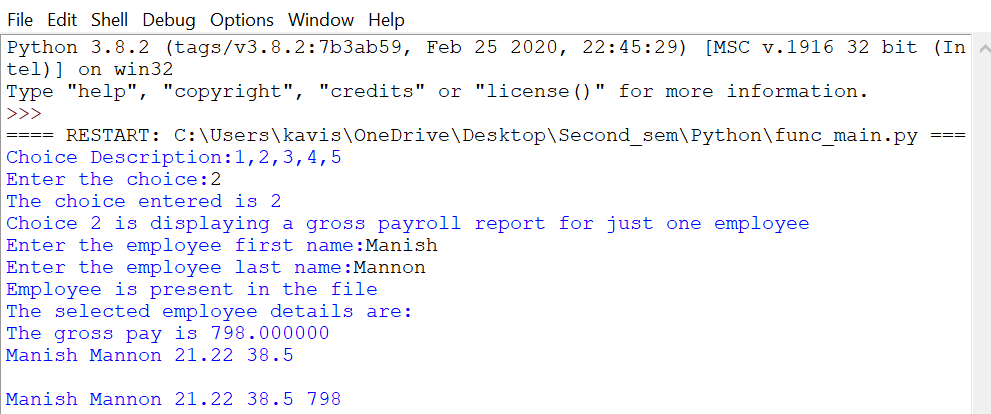 File Edit Shell Debug Options Window Help
Python 3.8.2 (tags/v3.8.2:7b3ab59, Feb 25 2020, 22:45:29) [MSC v.1916 32 bit (In
tel)] on win32
Type "help", "copyright", "credits" or "license()" for more information.
>>>
==== RESTART: C:\Users\kavis\OneDrive\Desktop\Second_sem\Python\func_main.py ===
Choice Description:1,2,3,4,5
Enter the choice:2
The choice entered is 2
Choice 2 is displaying a gross payroll report for just one employee
Enter the employee first name:Manish
Enter the employee last name:Mannon
Employee is present in the file
The selected employee details are:
The gross pay is 798.000000
Manish Mannon 21.22 38.5
Manish Mannon 21.22 38.5 798